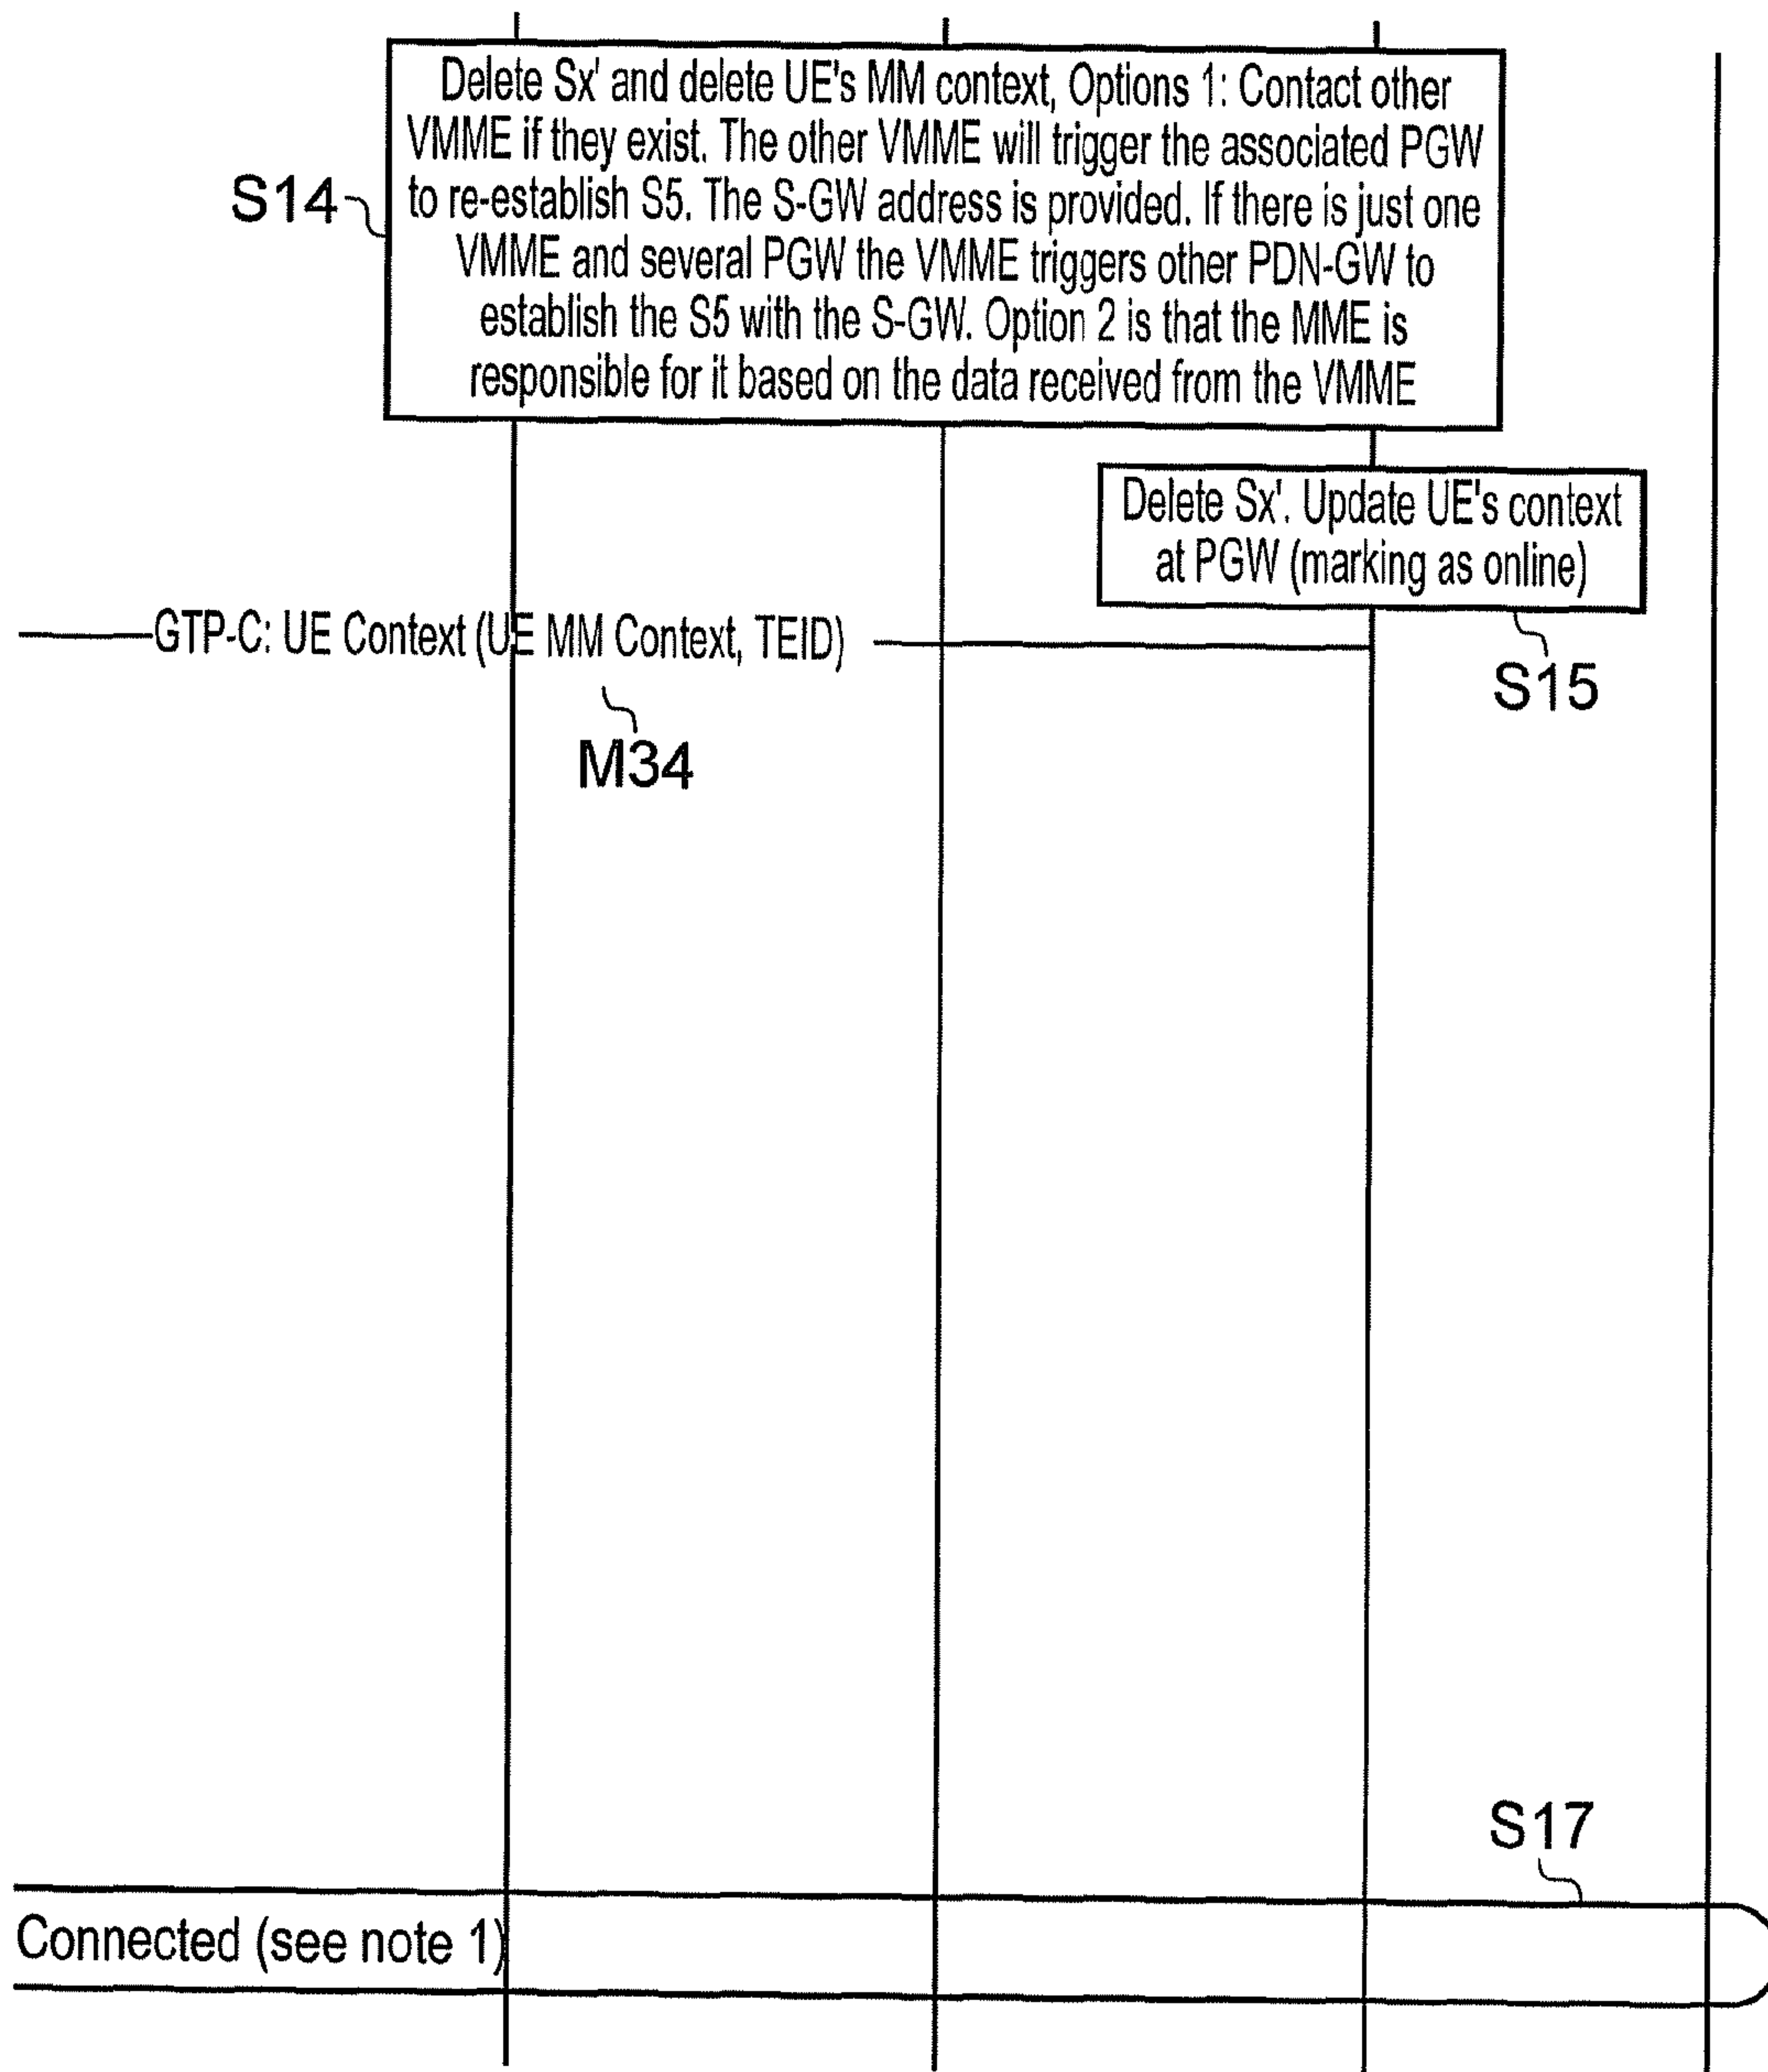 Delete Sx' and delete UE's MM context, Options 1: Contact other
VMME if they exist. The other VMME will trigger the associated PGW
to re-establish S5. The S-GW address is provided. If there is just one
VMME and several PGW the VMME triggers other PDN-GW to
establish the S5 with the S-GW. Option 2 is that the MME is
responsible for it based on the data received from the VMME
S14
Delete Sx'. Update UE's context
at PGW (marking as online)
S15
GTP-C: UE Context (UE MM Context, TEID)
M34
S17
Connected (see note 1)